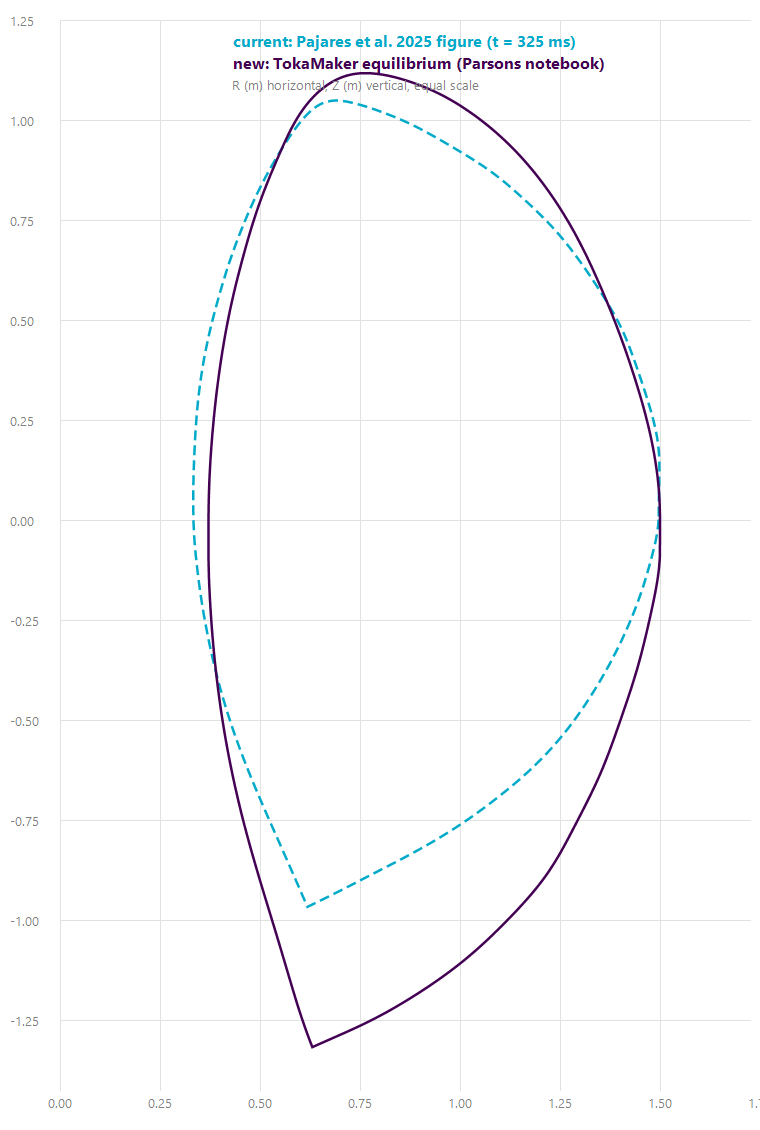 current: Pajares et al. 2025 figure (t = 325 ms)
new: TokaMaker equilibrium (Parsons notebook)
R (m) horizontal, Z (m) vertical, equal scale
1.25
1.00
0.75
0.50
0.25
0.00
-0.25
-0.50
-0.75
-1.00
-1.25
0.00 0.25 0.50 0.75 1.00 1.25 1.50